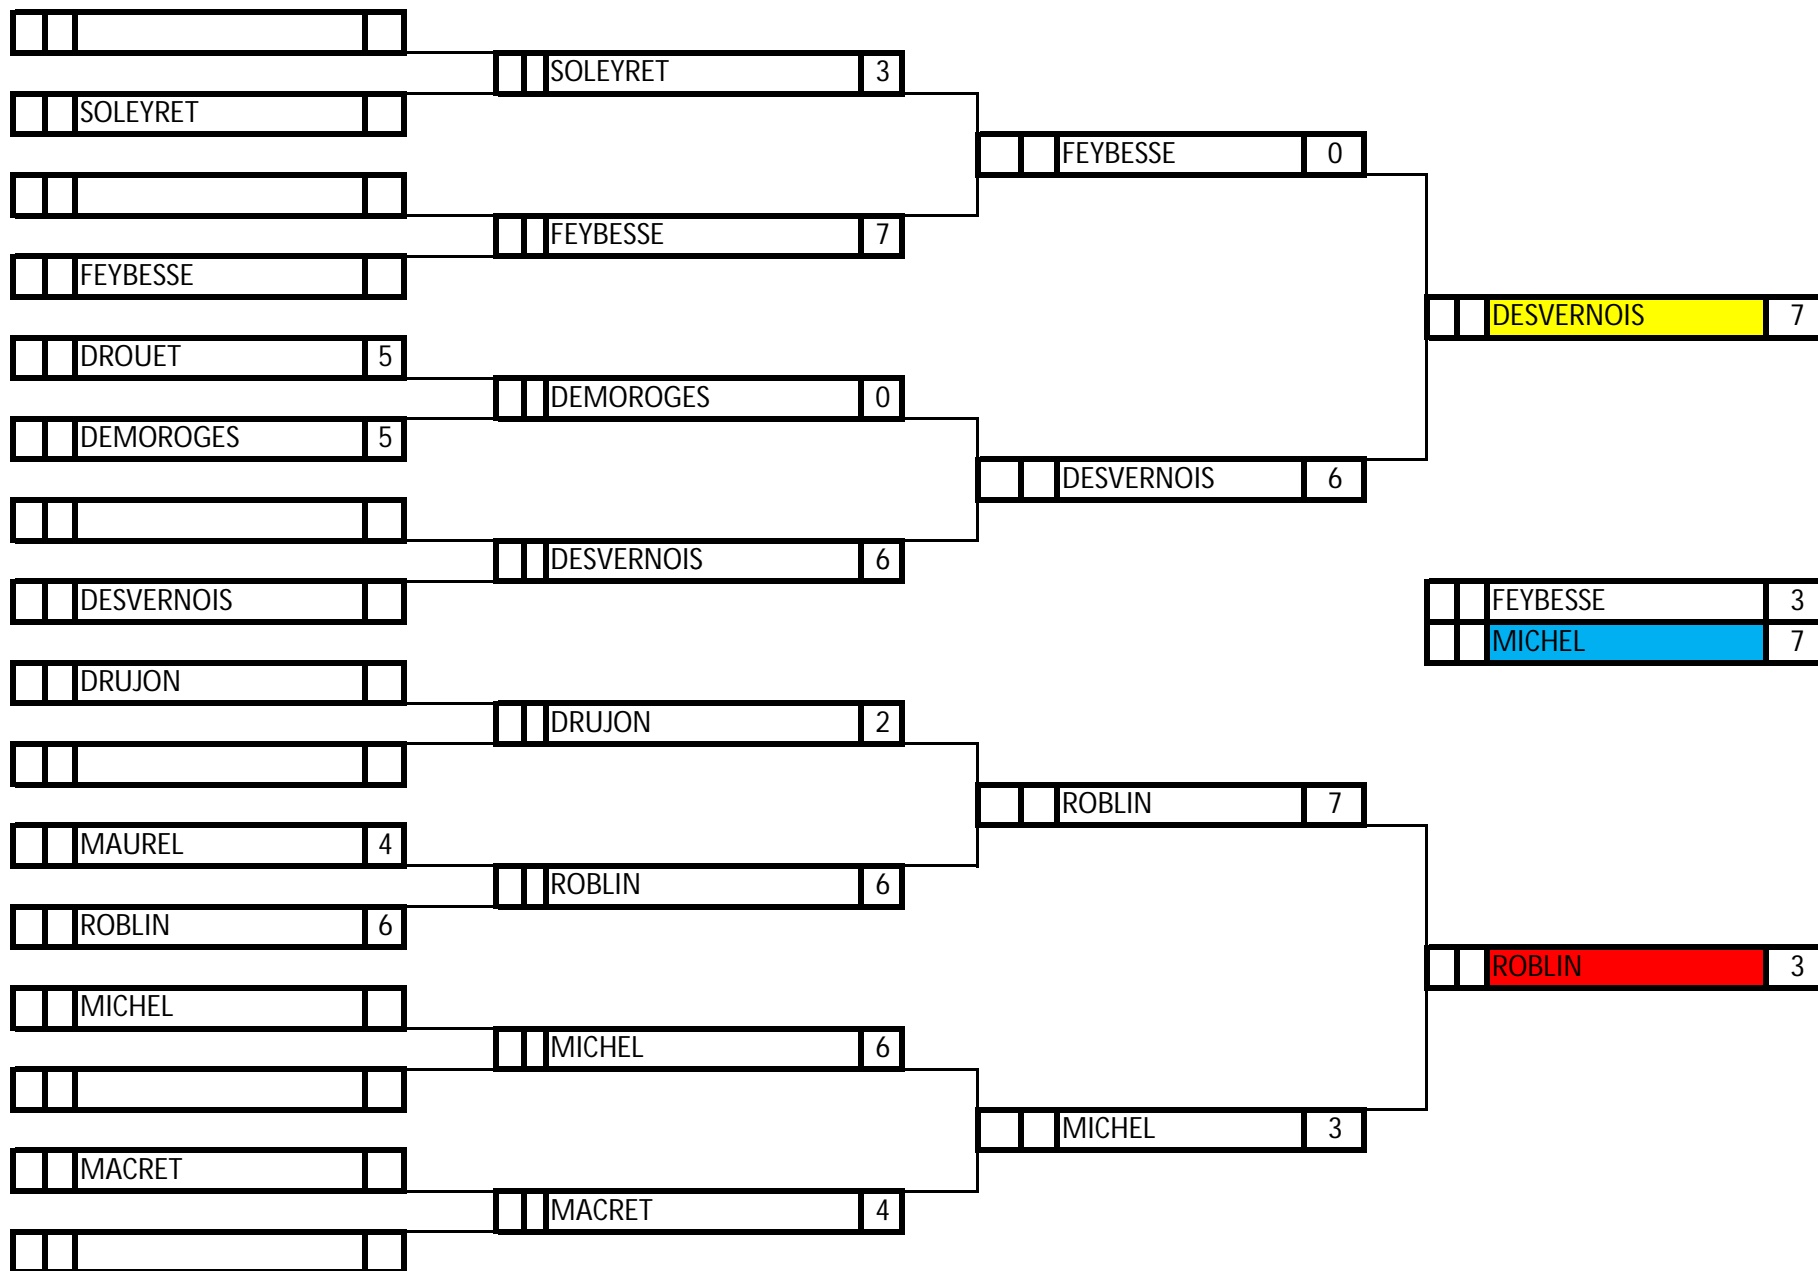 SOLEYRET
FEYBESSE
DROUET 5
DEMOROGES 5
DESVERNOIS
DRUJON
MAUREL 4
ROBLIN 6
MICHEL
MACRET
SOLEYRET 3
FEYBESSE 7
DEMOROGES 0
DESVERNOIS 6
DRUJON 2
ROBLIN 6
MICHEL 6
MACRET 4
FEYBESSE 0
DESVERNOIS 6
ROBLIN 7
MICHEL 3
DESVERNOIS 7
FEYBESSE 3
MICHEL 7
ROBLIN 3